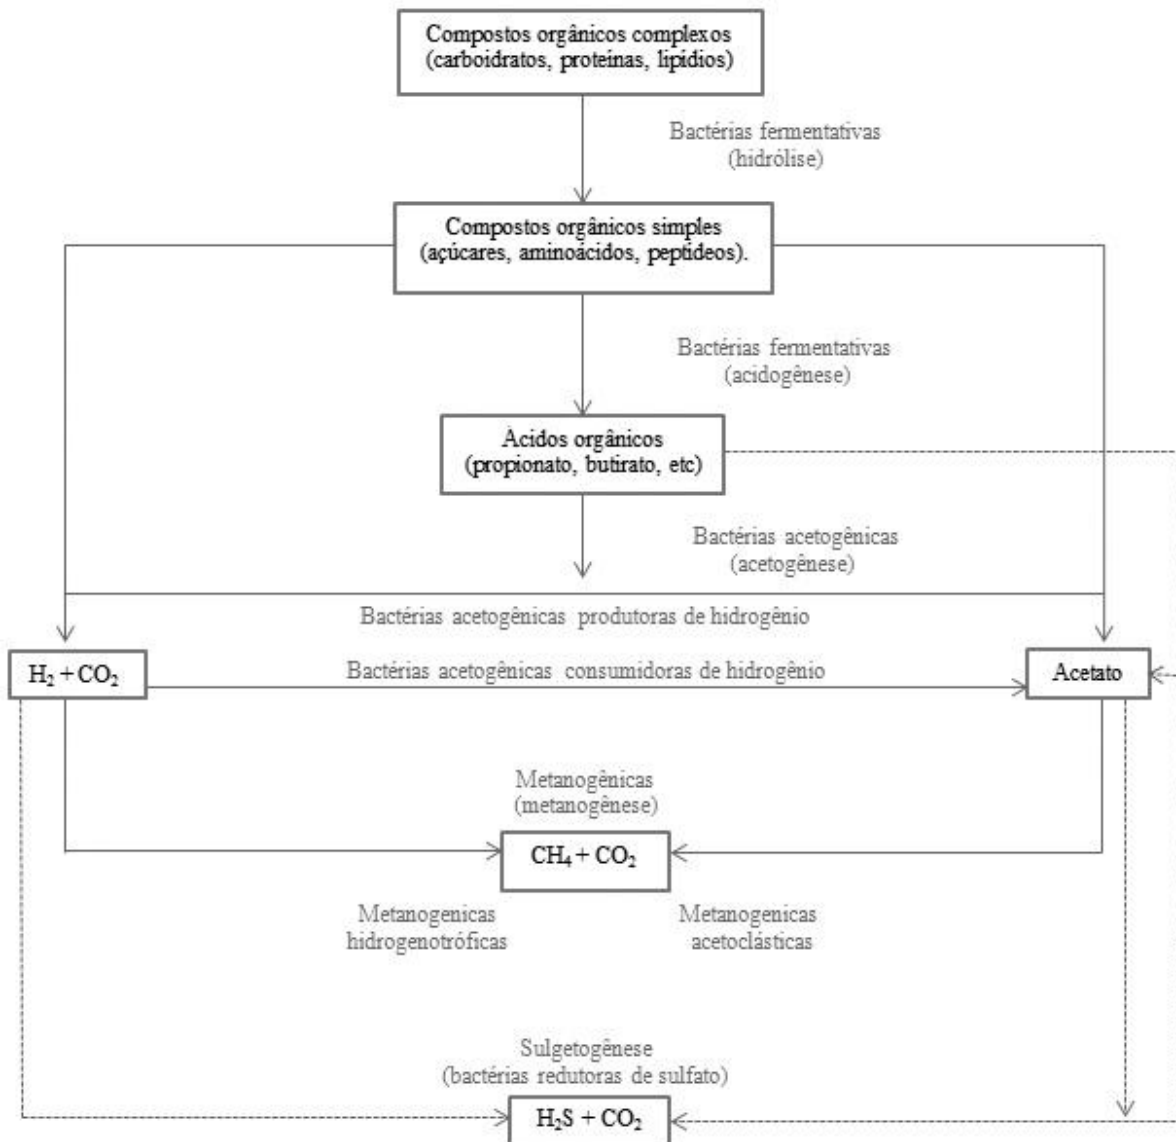 Compostos orgânicos complexos
(carboidratos, proteínas, lipídios)
Bactérias fermentativas
(hidrólise)
Compostos orgânicos simples
(açúcares, aminoácidos, peptídeos).
Bactérias fermentativas
(acidogênese)
Ácidos orgânicos
(propionato, butirato, etc)
Bactérias acetogênicas
(acetogênese)
Bactérias acetogênicas produtoras de hidrogênio
H₂ + CO₂
Bactérias acetogênicas consumidoras de hidrogênio
Acetato
Metanogênicas
(metanogênese)
CH₄ + CO₂
Metanogenicas
hidrogenotróficas
Metanogenicas
acetoclásticas
Sulgetogênese
(bactérias redutoras de sulfato)
H₂S + CO₂